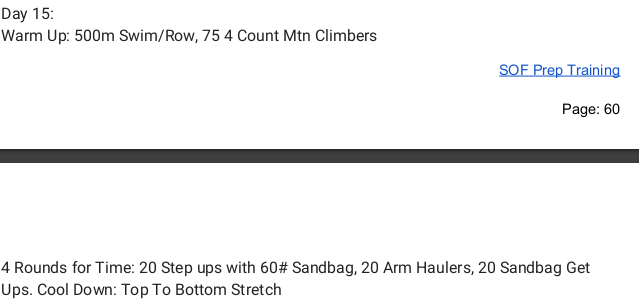 Day 15:
Warm Up: 500m Swim/Row, 75 4 Count Mtn Climbers
SOF Prep Training
Page: 60
4 Rounds for Time: 20 Step ups with 60# Sandbag, 20 Arm Haulers, 20 Sandbag Get
Ups. Cool Down: Top To Bottom Stretch